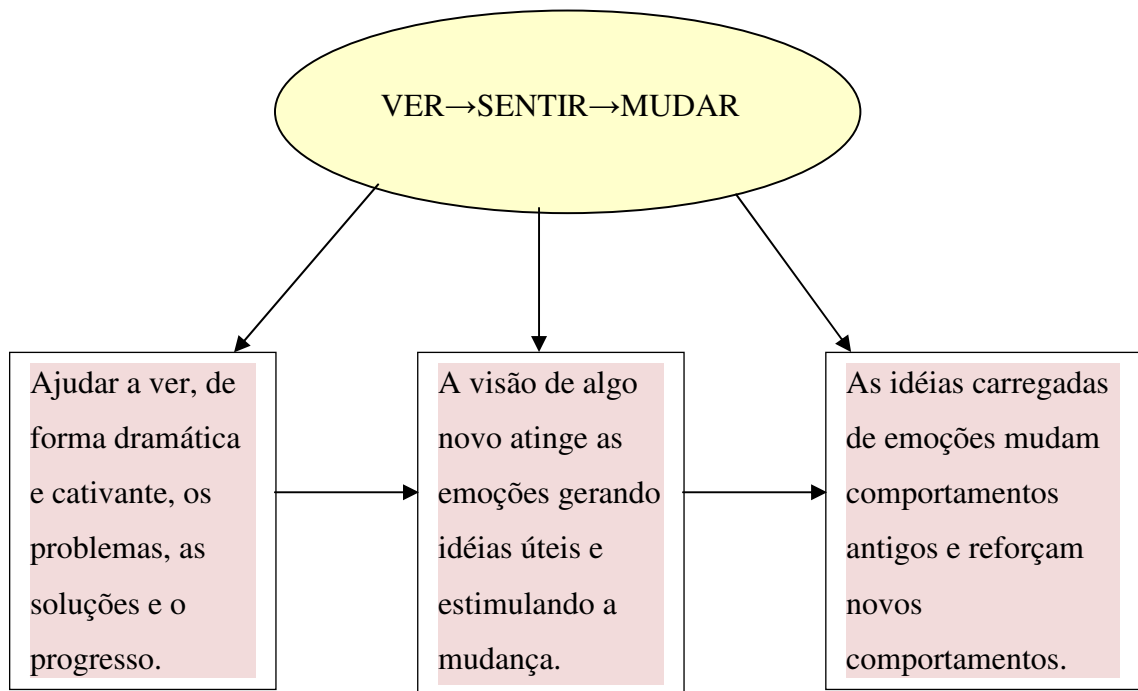 VER→SENTIR→MUDAR
Ajudar a ver, de
forma dramática
e cativante, os
problemas, as
soluções e o
progresso.
A visão de algo
novo atinge as
emoções gerando
idéias úteis e
estimulando a
mudança.
As idéias carregadas
de emoções mudam
comportamentos
antigos e reforçam
novos
comportamentos.